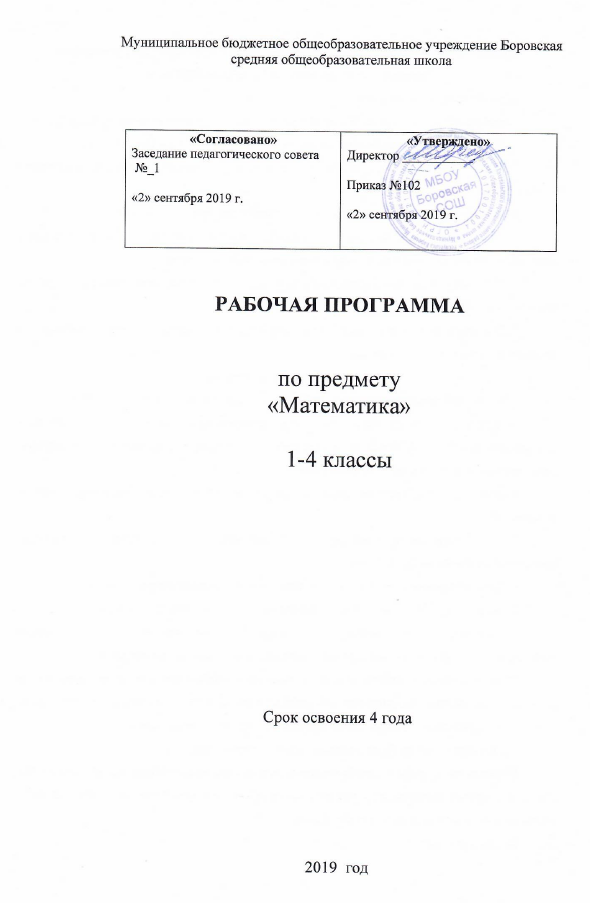 Муниципальное бюджетное общеобразовательное учреждение Боровская
средняя общеобразовательная школа
«Согласовано»
Заседание педагогического совета
№_1
«2» сентября 2019 г.
«Утверждено»
Директор
Приказ №102
«2» сентября 2019 г.
МБОУ
Боровская
СОШ
РАБОЧАЯ ПРОГРАММА
по предмету
«Математика»
1-4 классы
Срок освоения 4 года
2019 год